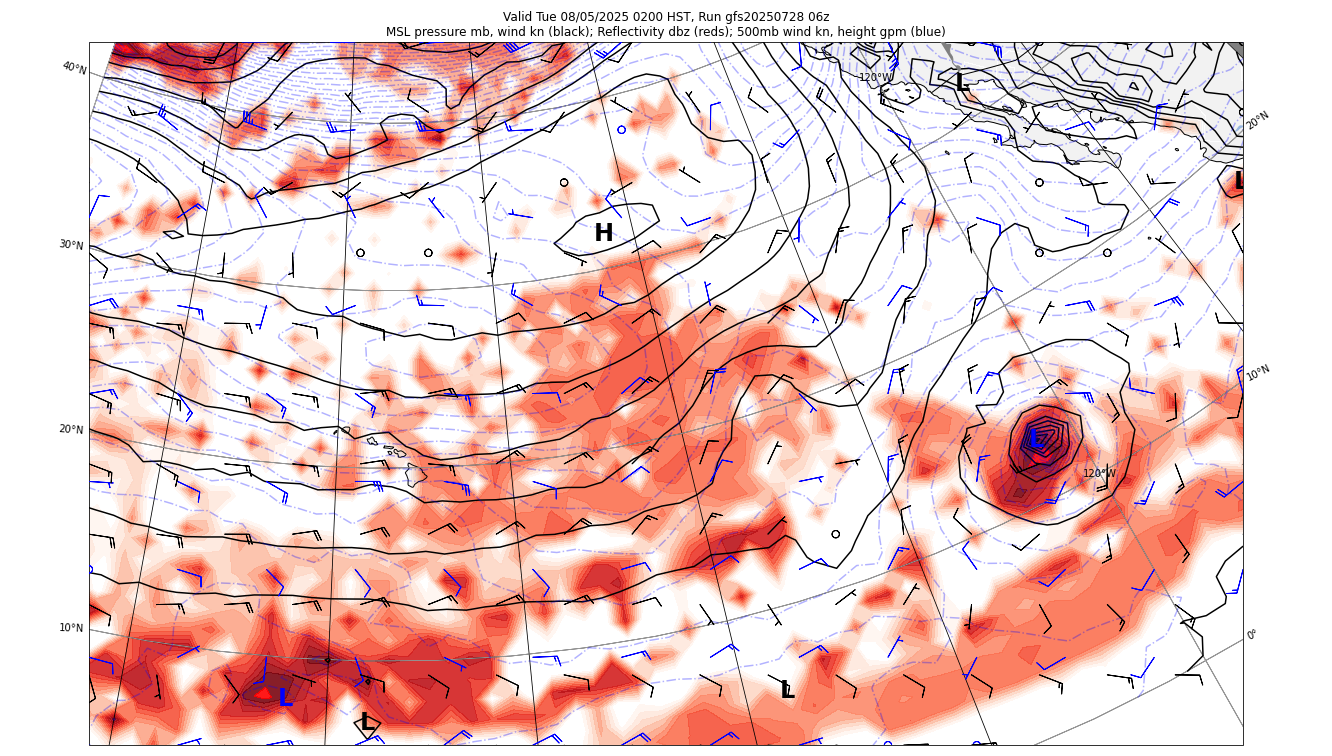 Valid Tue 08/05/2025 0200 HST, Run gfs20250728 06z
MSL pressure mb, wind kn (black); Reflectivity dbz (reds); 500mb wind kn, height gpm (blue)
40°N
120°W
L
20°N
L
H
30°N
10°N
20°N
L
120°W
10°N
0°
L
L
L